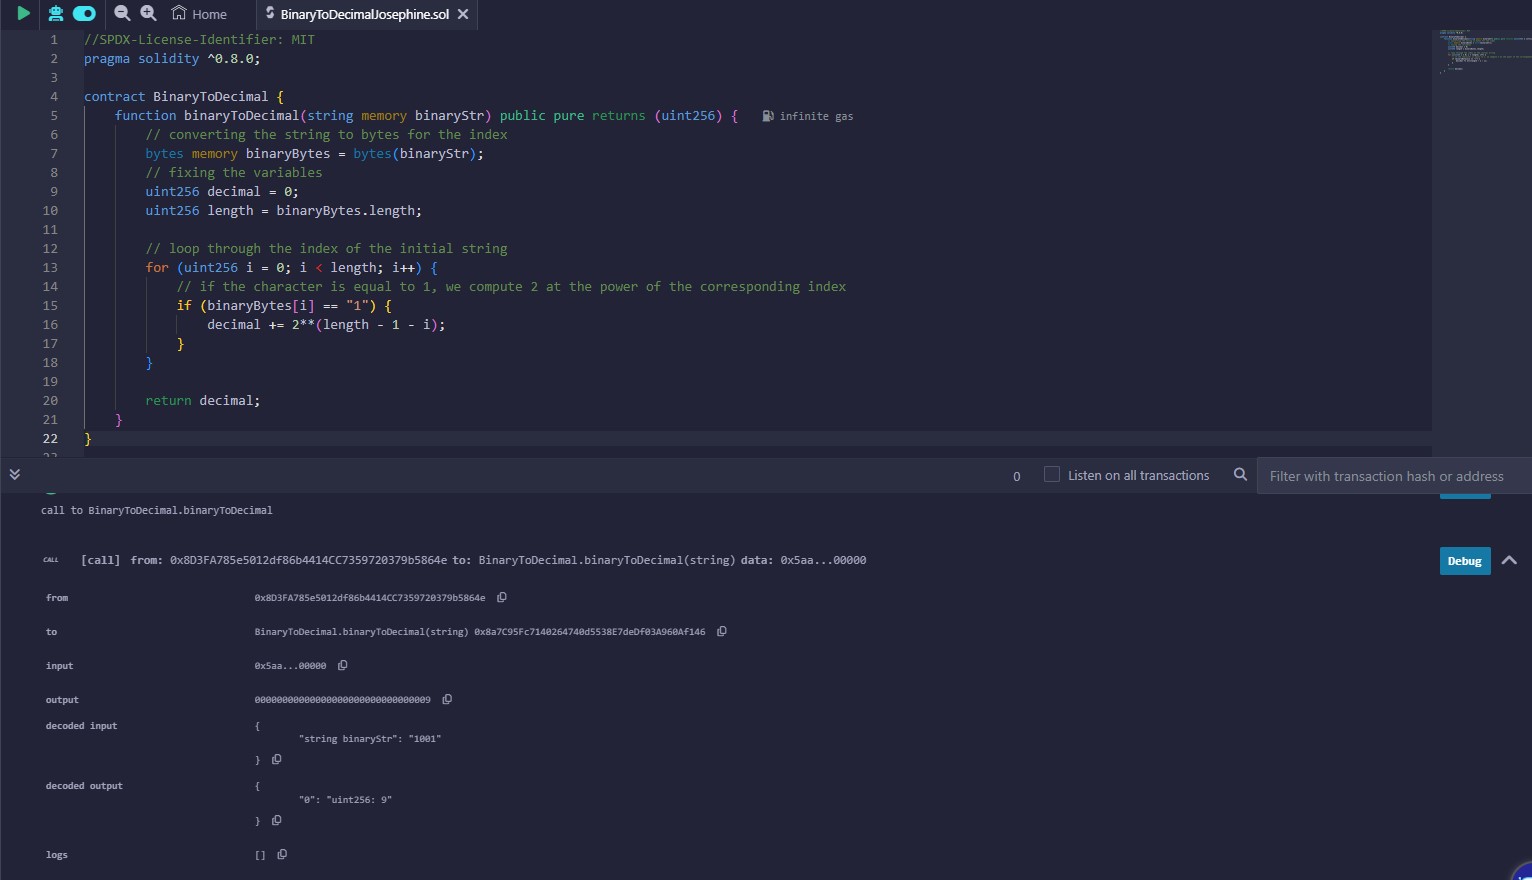 Home BinaryToDecimalJosephine.sol
1 //SPDX-License-Identifier: MIT
2 pragma solidity ^0.8.0;
3
4 contract BinaryToDecimal {
5 function binaryToDecimal(string memory binaryStr) public pure returns (uint256) { infinite gas
6 // converting the string to bytes for the index
7 bytes memory binaryBytes = bytes(binaryStr);
8 // fixing the variables
9 uint256 decimal = 0;
10 uint256 length = binaryBytes.length;
11
12 // loop through the index of the initial string
13 for (uint256 i = 0; i < length; i++) {
14 // if the character is equal to 1, we compute 2 at the power of the corresponding index
15 if (binaryBytes[i] == "1") {
16 decimal += 2**(length - 1 - i);
17 }
18 }
19
20 return decimal;
21 }
22 }
0 Listen on all transactions Filter with transaction hash or address
call to BinaryToDecimal.binaryToDecimal
CALL [call] from: 0x8D3FA785e5012df86b4414CC7359720379b5864e to: BinaryToDecimal.binaryToDecimal(string) data: 0x5aa...00000 Debug
from 0x8D3FA785e5012df86b4414CC7359720379b5864e
to BinaryToDecimal.binaryToDecimal(string) 0x8a7C95Fc7140264740d5538E7deDf03A960Af146
input 0x5aa...00000
output 00000000000000000000000000000009
decoded input {
"string binaryStr": "1001"
}
decoded output {
"0": "uint256: 9"
}
logs []